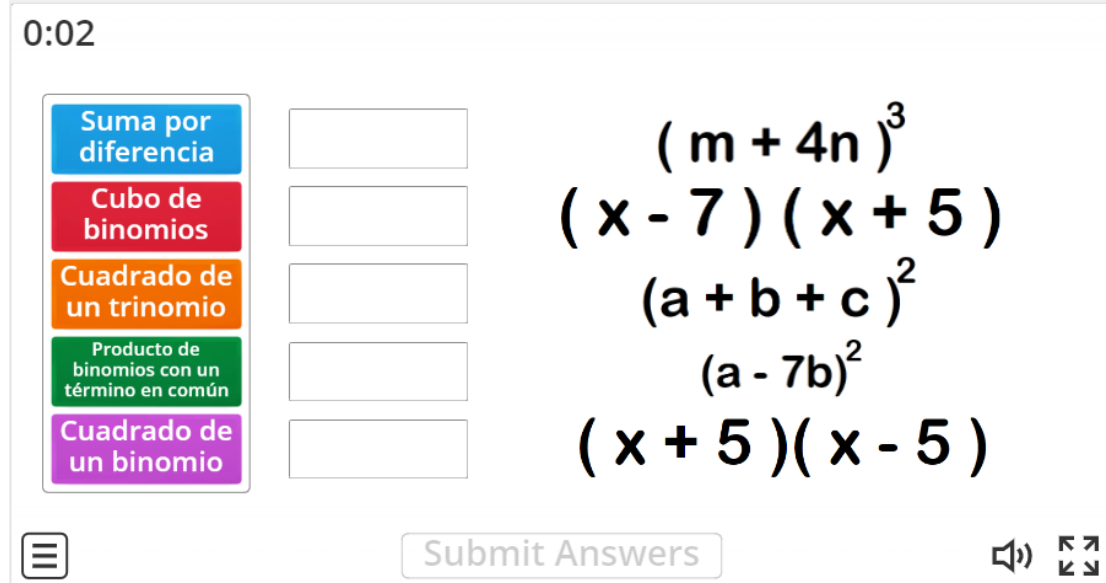 0:02
Suma por
diferencia
Cubo de
binomios
Cuadrado de
un trinomio
Producto de
binomios con un
término en común
Cuadrado de
un binomio
( m + 4n )³
( x - 7 ) ( x + 5 )
(a + b + c )²
(a - 7b)²
( x + 5 )( x - 5 )
Submit Answers